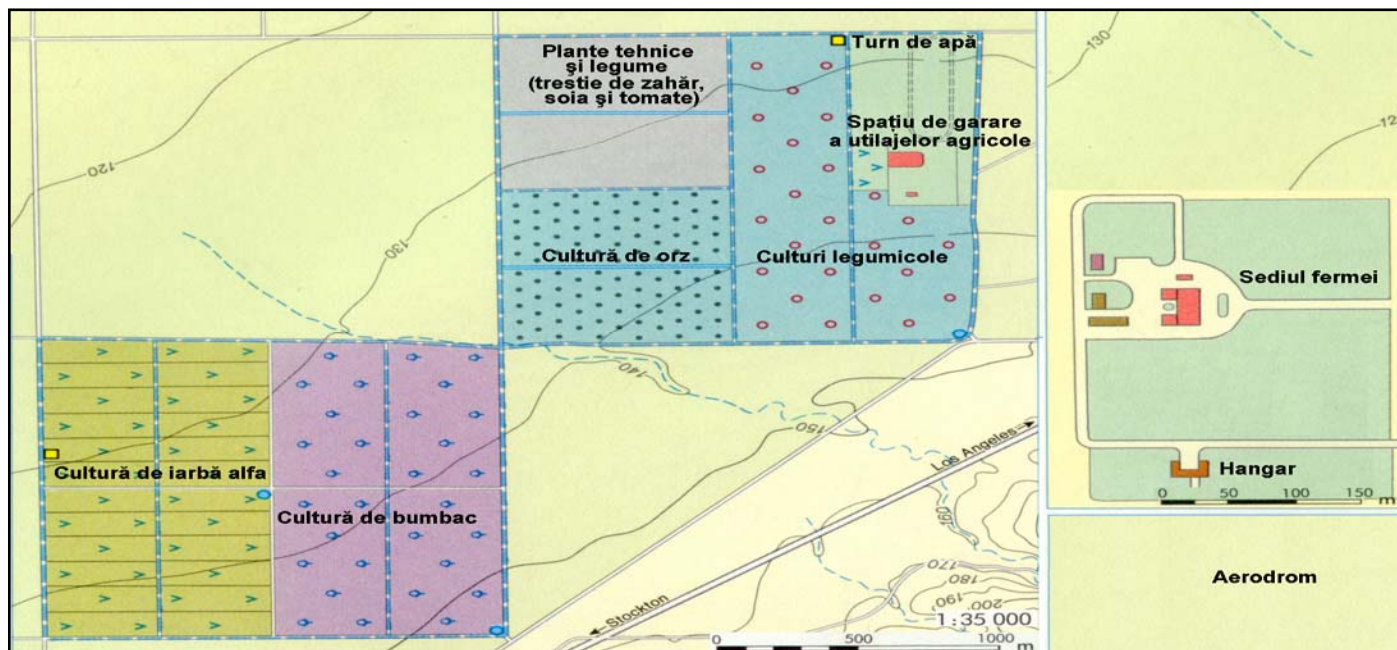 Plante tehnice
şi legume
(trestie de zahăr,
soia şi tomate)
Turn de apă
Spaţiu de garare
a utilajelor agricole
130
120
120
130
Cultură de orz
Culturi legumicole
Sediul fermei
140
150
Los Angeles
Cultură de iarbă alfa
Cultură de bumbac
Hangar
0 50 100 150
m
160
170
180
190
200
Stockton
1:35 000
0 500 1000
m
Aerodrom